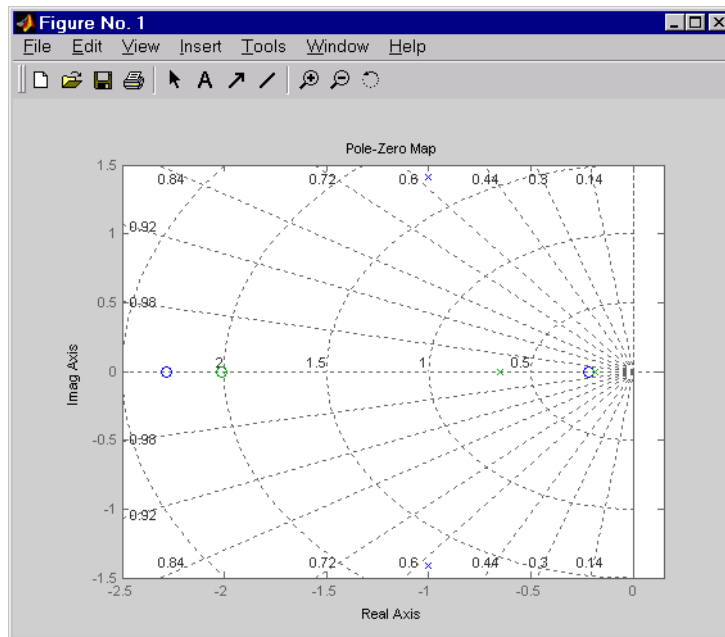 Figure No. 1
File Edit View Insert Tools Window Help
A
Pole-Zero Map
1.5
0.84 0.72 0.6 0.44 0.3 0.14
0.92
1
0.98
0.5
2 1.5 1 0.5
0
Imag Axis
-0.5
0.98
-1
0.92
0.84 0.72 0.6 0.44 0.3 0.14
-1.5
-2.5 -2 -1.5 -1 -0.5 0
Real Axis